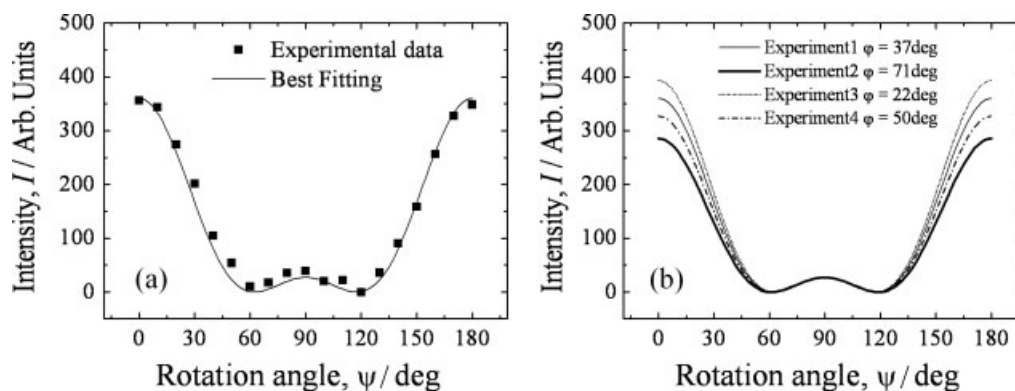 500
400
300
200
100
0
Intensity, I / Arb. Units
Experimental data
Best Fitting
(a)
0 30 60 90 120 150 180
Rotation angle, ψ/ deg
500
400
300
200
100
0
Intensity, I / Arb. Units
Experiment1 φ = 37deg
Experiment2 φ = 71deg
Experiment3 φ = 22deg
Experiment4 φ = 50deg
(b)
0 30 60 90 120 150 180
Rotation angle, ψ/ deg